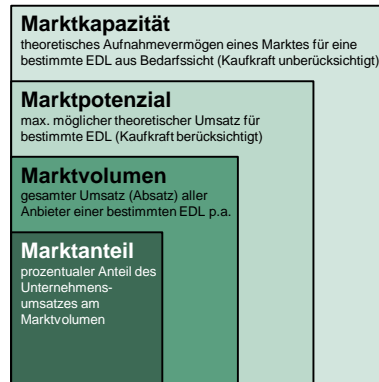 Marktkapazität
theoretisches Aufnahmevermögen eines Marktes für eine
bestimmte EDL aus Bedarfssicht (Kaufkraft unberücksichtigt)
Marktpotenzial
max. möglicher theoretischer Umsatz für
bestimmte EDL (Kaufkraft berücksichtigt)
Marktvolumen
gesamter Umsatz (Absatz) aller
Anbieter einer bestimmten EDL p.a.
Marktanteil
prozentualer Anteil des
Unternehmens-
umsatzes am
Marktvolumen